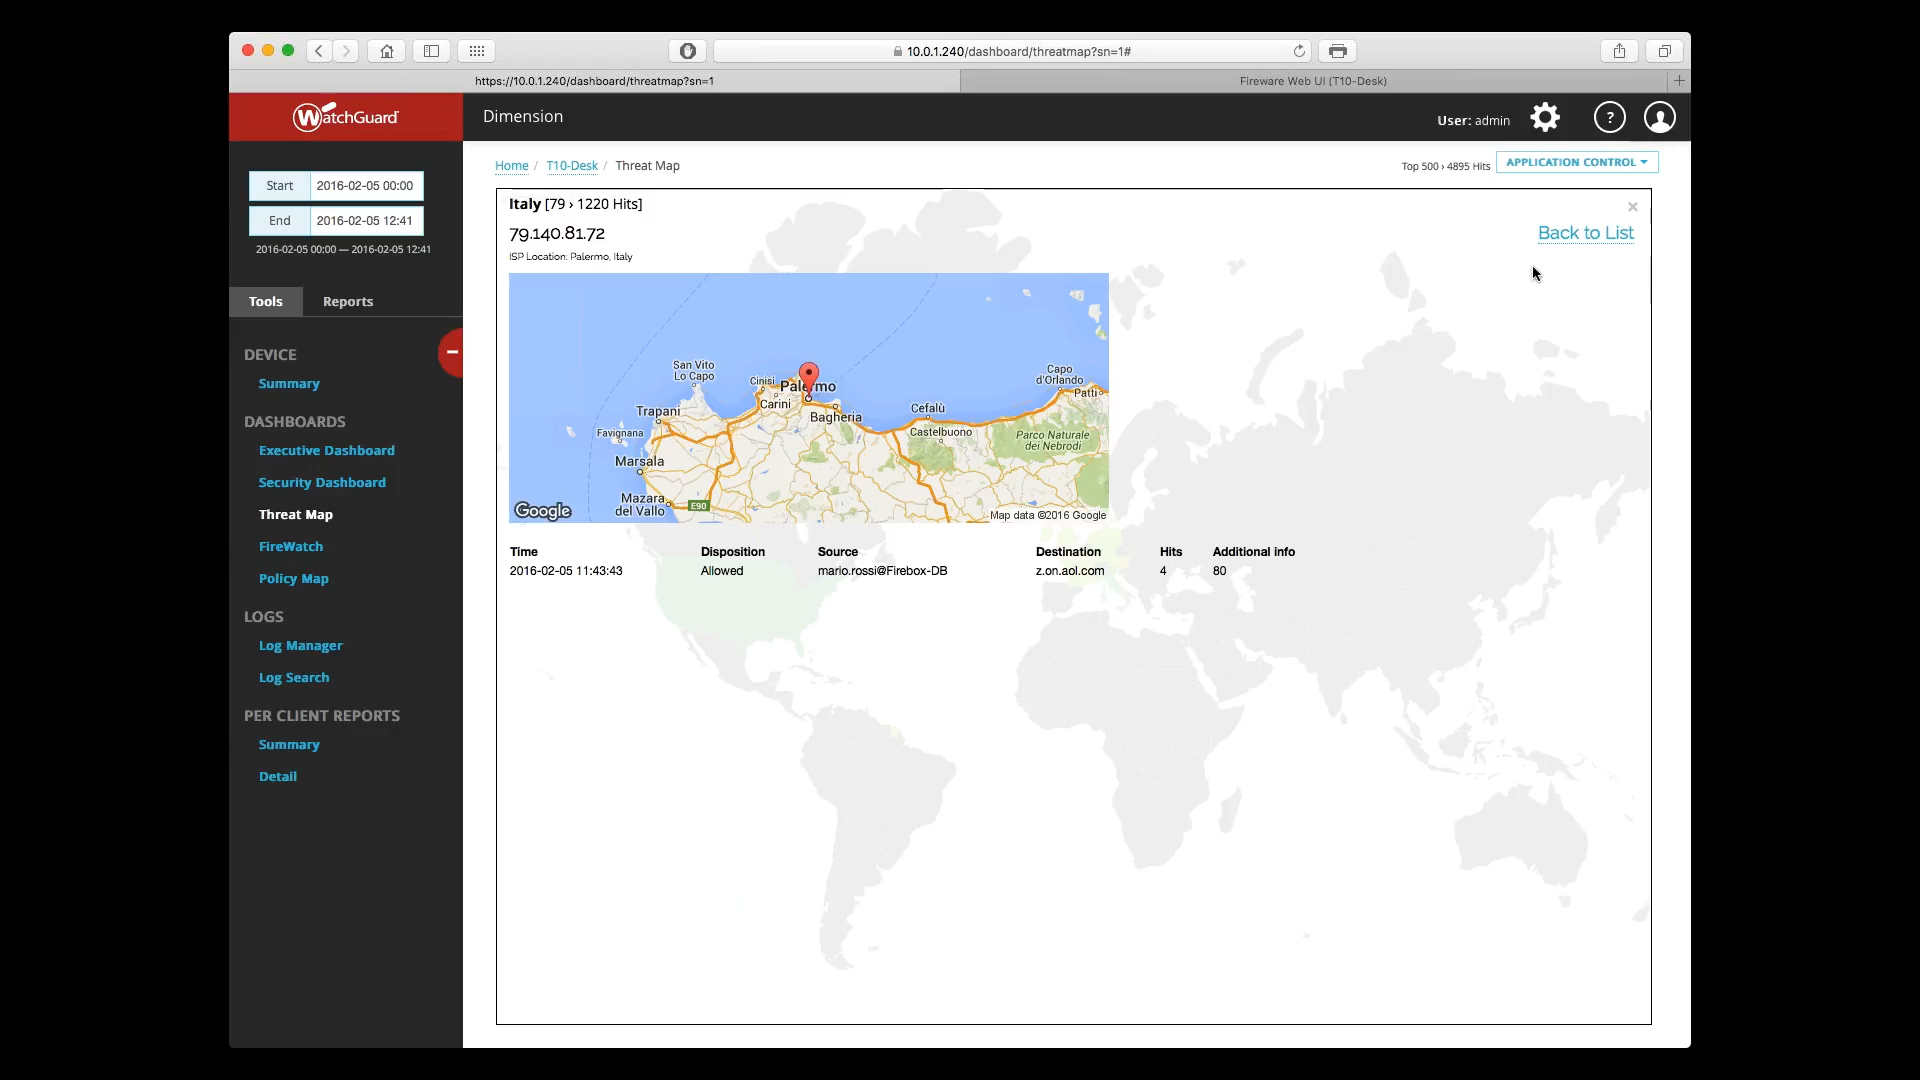 10.0.1.240/dashboard/threatmap?sn=1#
https://10.0.1.240/dashboard/threatmap?sn=1
Fireware Web UI (T10-Desk)
WatchGuard
Dimension
User: admin
?
Start 2016-02-05 00:00
End 2016-02-05 12:41
2016-02-05 00:00 — 2016-02-05 12:41
Tools Reports
DEVICE
Summary
DASHBOARDS
Executive Dashboard
Security Dashboard
Threat Map
FireWatch
Policy Map
LOGS
Log Manager
Log Search
PER CLIENT REPORTS
Summary
Detail
Home / T10-Desk / Threat Map
Top 500 › 4895 Hits
APPLICATION CONTROL
Italy [79 › 1220 Hits]
79.140.81.72
Back to List
ISP Location: Palermo, Italy
San Vito
Lo Capo
Cinisi
Palermo
Capo
d'Orlando
Patti
Carini
Trapani
Bagheria
Cefalù
Favignana
Castelbuono
Parco Naturale
dei Nebrodi
Marsala
Mazara
del Vallo
E90
Google
Map data ©2016 Google
Time Disposition Source Destination Hits Additional info
2016-02-05 11:43:43 Allowed mario.rossi@Firebox-DB z.on.aol.com 4 80